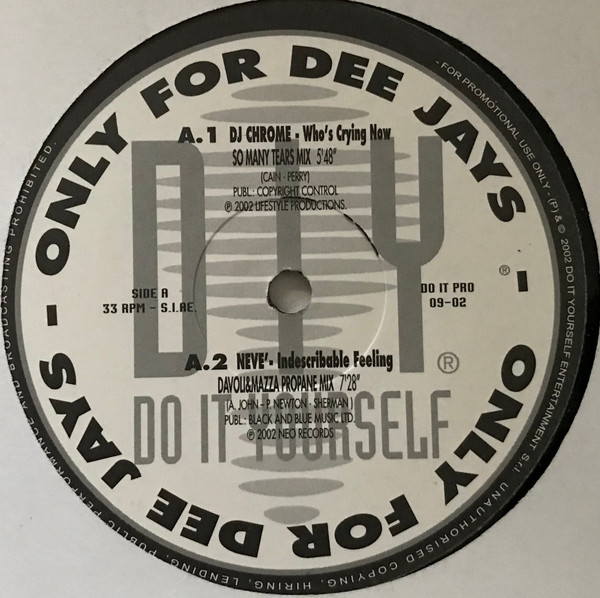 ONLY FOR DEE JAYS - ONLY FOR DEE JAYS -
- FOR PROMOTIONAL USE ONLY - (P) & © 2002 DO IT YOURSELF ENTERTAINMENT S.r.l. UNAUTHORISED COPYING, HIRING, LENDING, PUBLIC PERFORMANCE AND BROADCASTING PROHIBITED.
A.1 DJ CHROME - Who's Crying Now
SO MANY TEARS MIX 5'48"
(CAIN - PERRY)
PUBL.: COPYRIGHT CONTROL
℗ 2002 LIFESTYLE PRODUCTIONS.
DIY
®
SIDE A
33 RPM - S.I.AE.
DO IT PRO
09-02
A.2 NEVE'- Indescribable Feeling
DAVOLI&MAZZA PROPANE MIX 7'28"
(A. JOHN - P. NEWTON - SHERMAN)
PUBL.: BLACK AND BLUE MUSIC LTD.
℗ 2002 NEO RECORDS
®
DO IT YOURSELF